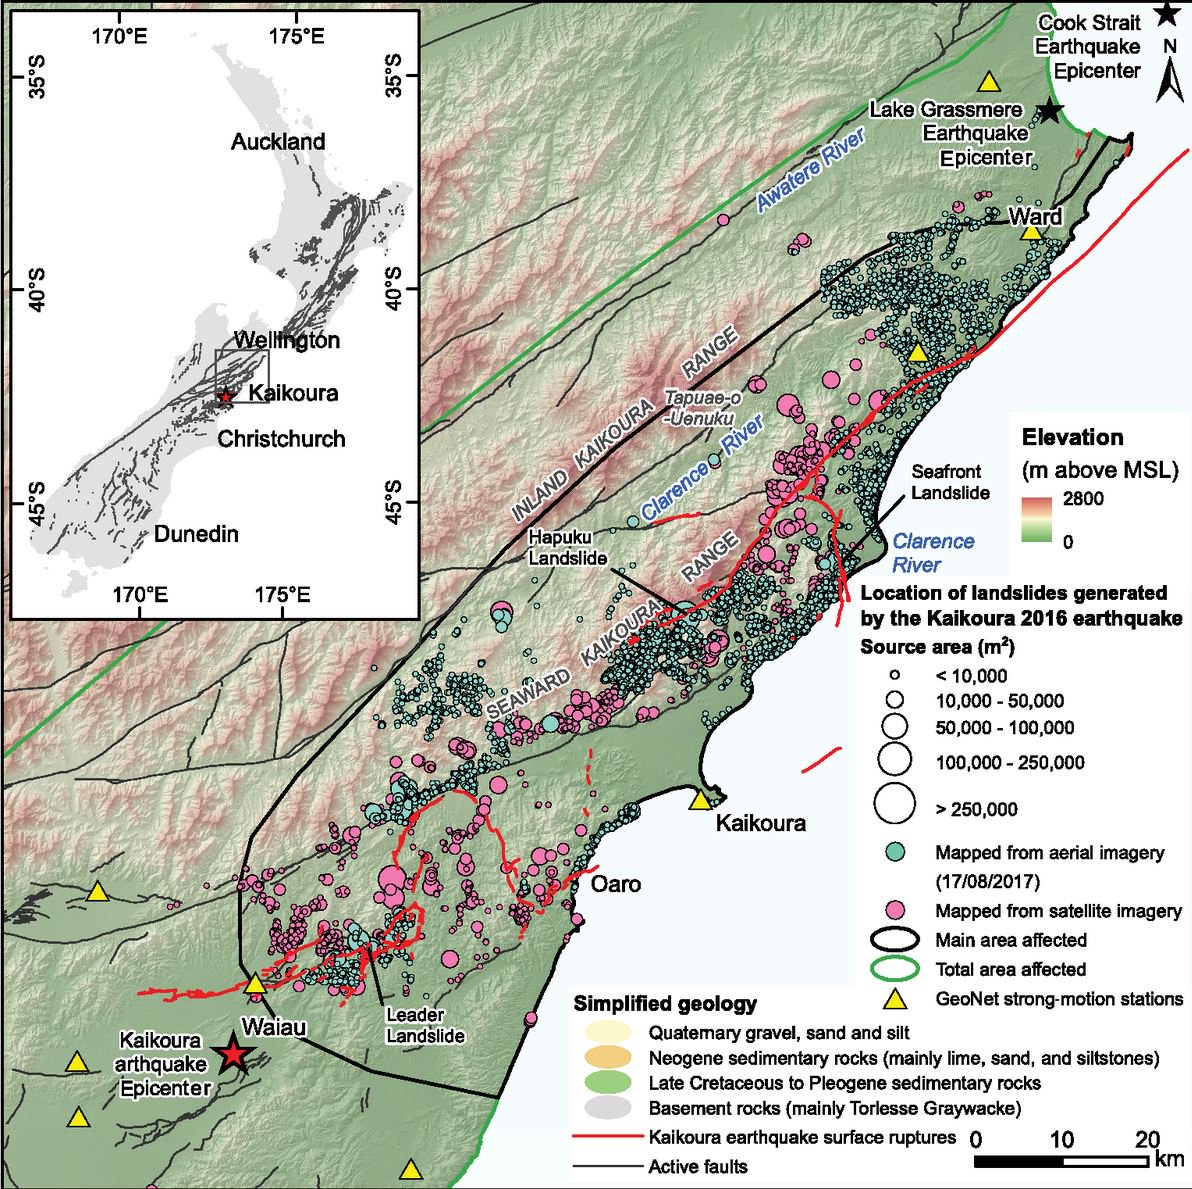 170°E
175°E
35°S
35°S
Auckland
40°S
40°S
Wellington
Kaikoura
Christchurch
45°S
45°S
Dunedin
170°E
175°E
Cook Strait
Earthquake
Epicenter
N
Lake Grassmere
Earthquake
Epicenter
Awatere River
Ward
INLAND KAIKOURA RANGE
Tapuae-o
-Uenuku
Clarence River
Seafront
Landslide
Hapuku
Landslide
Clarence
River
SEAWARD KAIKOURA RANGE
Kaikoura
Oaro
Leader
Landslide
Waiau
Kaikoura
arthquake
Epicenter
Elevation
(m above MSL)
2800
0
Location of landslides generated
by the Kaikoura 2016 earthquake
Source area (m²)
< 10,000
10,000 - 50,000
50,000 - 100,000
100,000 - 250,000
> 250,000
Mapped from aerial imagery
(17/08/2017)
Mapped from satellite imagery
Main area affected
Total area affected
GeoNet strong-motion stations
Simplified geology
Quaternary gravel, sand and silt
Neogene sedimentary rocks (mainly lime, sand, and siltstones)
Late Cretaceous to Pleogene sedimentary rocks
Basement rocks (mainly Torlesse Graywacke)
Kaikoura earthquake surface ruptures
Active faults
0 10 20
km